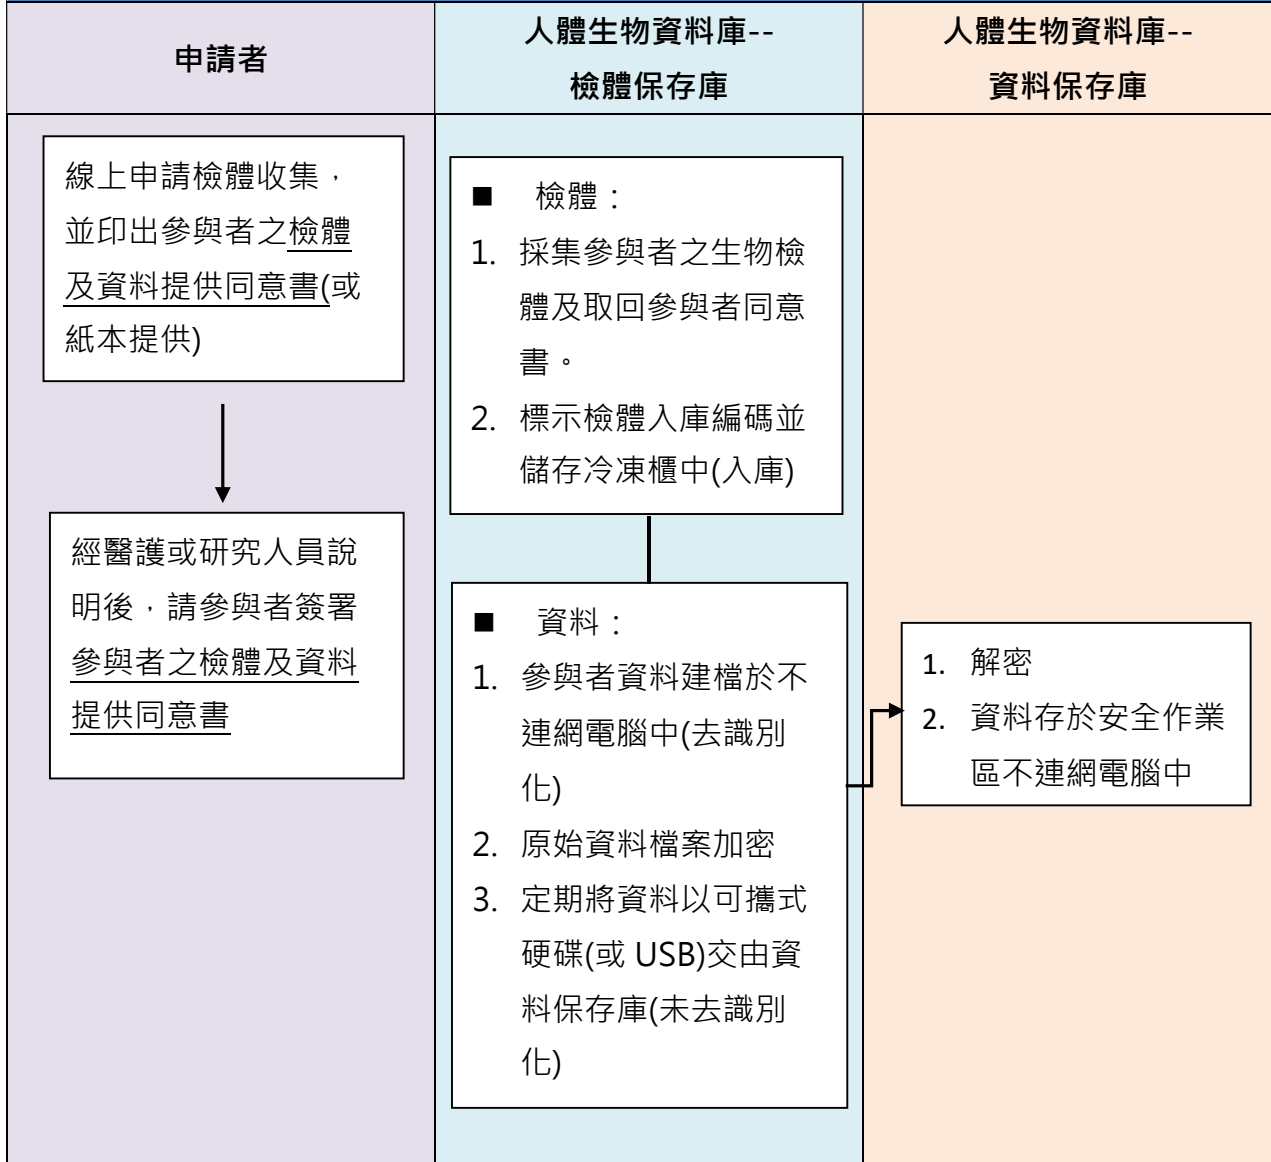 申請者
人體生物資料庫--
檢體保存庫
人體生物資料庫--
資料保存庫
線上申請檢體收集，
並印出參與者之檢體
及資料提供同意書(或
紙本提供)
經醫護或研究人員說
明後，請參與者簽署
參與者之檢體及資料
提供同意書
■ 檢體：
1. 採集參與者之生物檢
體及取回參與者同意
書。
2. 標示檢體入庫編碼並
儲存冷凍櫃中(入庫)
■ 資料：
1. 參與者資料建檔於不
連網電腦中(去識別
化)
2. 原始資料檔案加密
3. 定期將資料以可攜式
硬碟(或 USB)交由資
料保存庫(未去識別
化)
1. 解密
2. 資料存於安全作業
區不連網電腦中